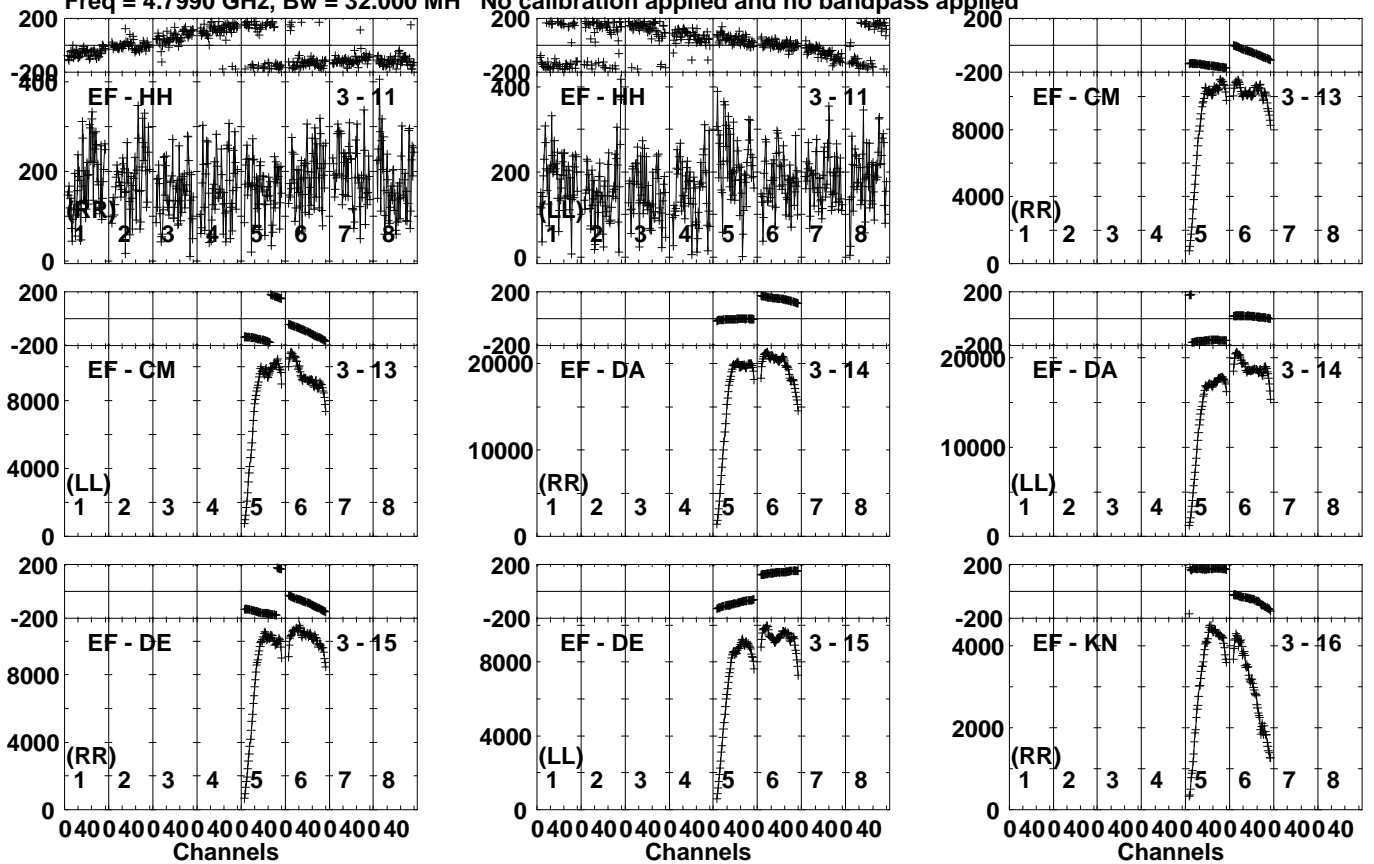 Freq = 4.7990 GHz, Bw = 32.000 MH No calibration applied and no bandpass applied
200
-200
400
200
0
EF - HH 3 - 11
(RR)
1 2 3 4 5 6 7 8
200
-200
400
200
0
EF - HH 3 - 11
(LL)
1 2 3 4 5 6 7 8
200
-200
8000
4000
0
EF - CM 3 - 13
(RR)
1 2 3 4 5 6 7 8
200
-200
8000
4000
0
EF - CM 3 - 13
(LL)
1 2 3 4 5 6 7 8
200
-200
20000
10000
0
EF - DA 3 - 14
(RR)
1 2 3 4 5 6 7 8
200
-200
20000
10000
0
EF - DA 3 - 14
(LL)
1 2 3 4 5 6 7 8
200
-200
8000
4000
0
EF - DE 3 - 15
(RR)
1 2 3 4 5 6 7 8
200
-200
8000
4000
0
EF - DE 3 - 15
(LL)
1 2 3 4 5 6 7 8
200
-200
4000
2000
0
EF - KN 3 - 16
(RR)
1 2 3 4 5 6 7 8
0 40 0 40 0 40 0 40 0 40 0 40 0 40 0 40
Channels
0 40 0 40 0 40 0 40 0 40 0 40 0 40 0 40
Channels
0 40 0 40 0 40 0 40 0 40 0 40 0 40 0 40
Channels